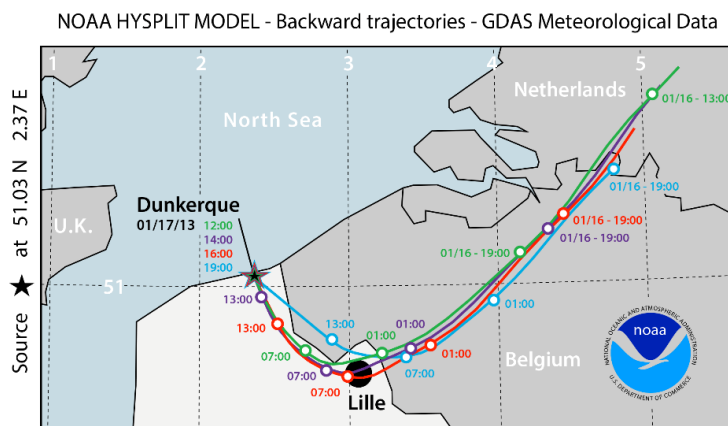 NOAA HYSPLIT MODEL - Backward trajectories - GDAS Meteorological Data
Source ★ at 51.03 N 2.37 E
1
2
3
4
5
Netherlands
01/16 - 13:00
North Sea
01/16 - 19:00
Dunkerque
01/17/13
12:00
14:00
16:00
19:00
U.K.
01/16 - 19:00
01/16 - 19:00
01/16 - 19:00
51
13:00
01:00
13:00
13:00
01:00
01:00
01:00
07:00
07:00
07:00
07:00
Belgium
Lille
NATIONAL OCEANIC AND ATMOSPHERIC ADMINISTRATION
noaa
U.S. DEPARTMENT OF COMMERCE